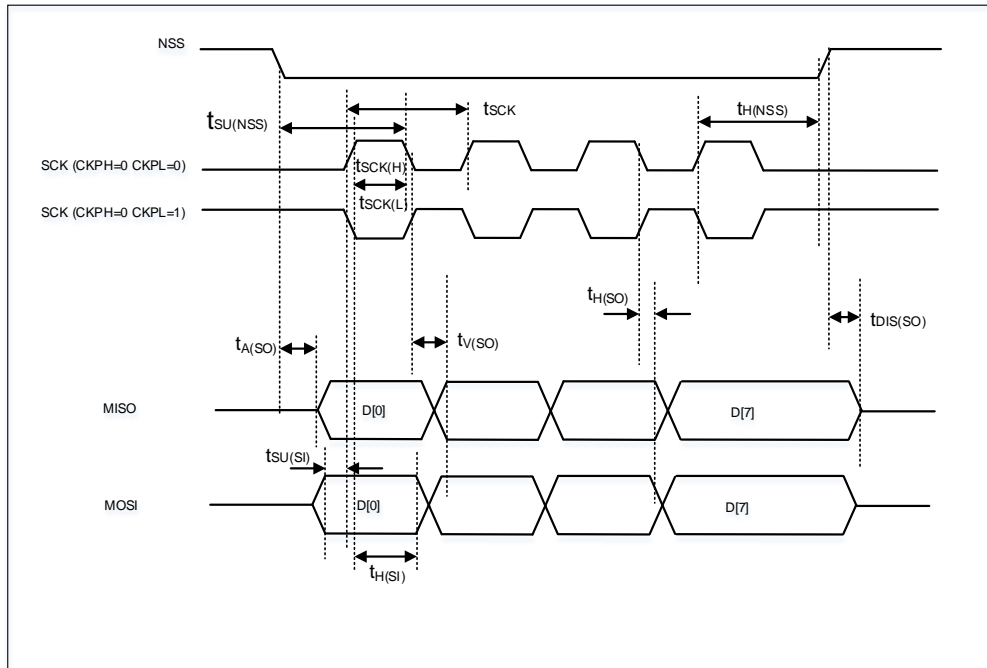 NSS
tSCK
tSU(NSS)
tH(NSS)
SCK (CKPH=0 CKPL=0)
tSCK(H)
tSCK(L)
SCK (CKPH=0 CKPL=1)
tH(SO)
tDIS(SO)
tA(SO)
tV(SO)
MISO
D[0]
D[7]
tSU(SI)
MOSI
D[0]
D[7]
tH(SI)